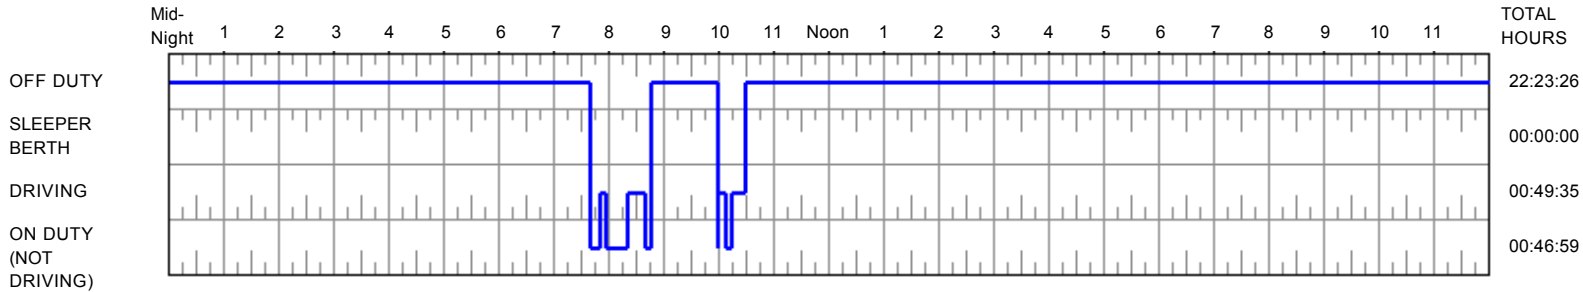 Mid-
Night 1 2 3 4 5 6 7 8 9 10 11 Noon 1 2 3 4 5 6 7 8 9 10 11
TOTAL
HOURS
OFF DUTY 22:23:26
SLEEPER
BERTH
00:00:00
DRIVING 00:49:35
ON DUTY
(NOT
DRIVING)
00:46:59